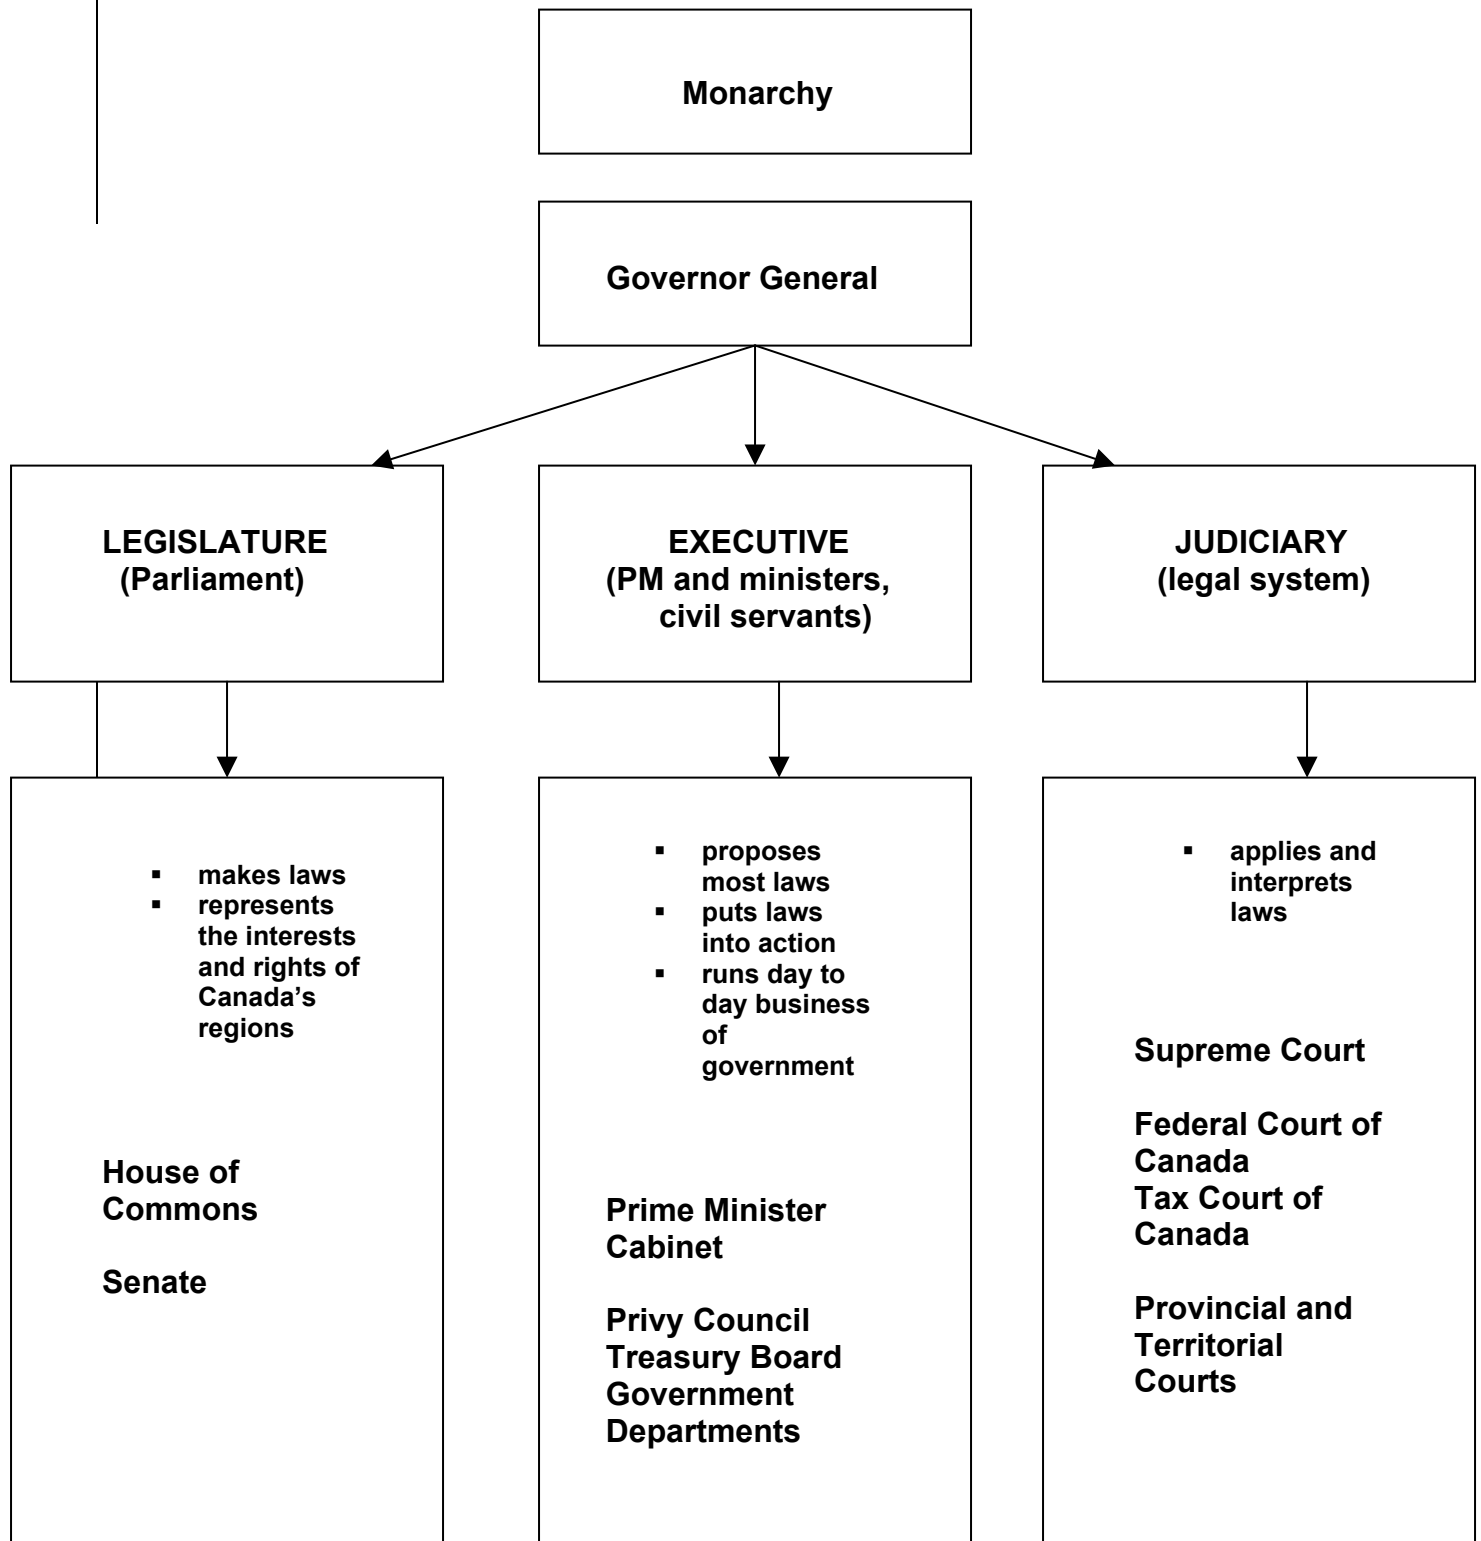 Monarchy
Governor General
LEGISLATURE
(Parliament)
EXECUTIVE
(PM and ministers,
civil servants)
JUDICIARY
(legal system)
▪ makes laws
▪ represents
the interests
and rights of
Canada’s
regions
House of
Commons
Senate
▪ proposes
most laws
▪ puts laws
into action
▪ runs day to
day business
of
government
Prime Minister
Cabinet
Privy Council
Treasury Board
Government
Departments
▪ applies and
interprets
laws
Supreme Court
Federal Court of
Canada
Tax Court of
Canada
Provincial and
Territorial
Courts